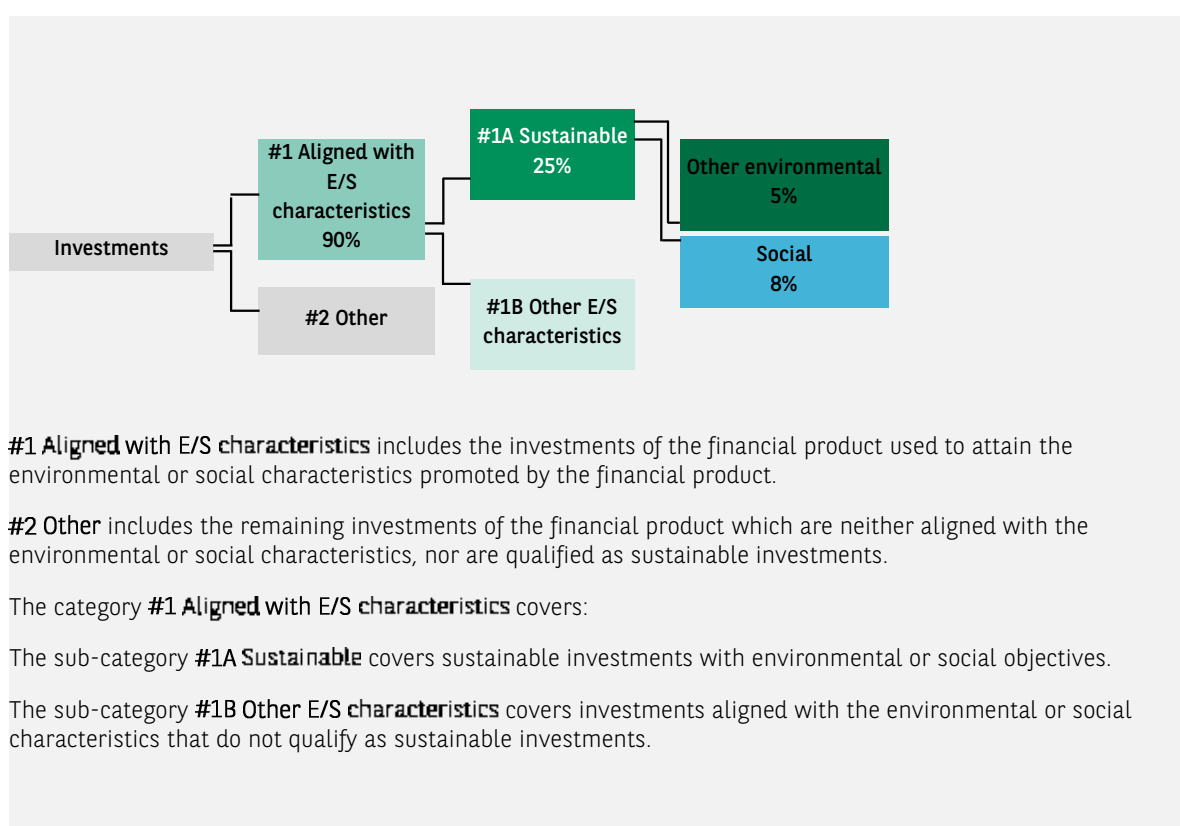 #1A Sustainable
25%
#1 Aligned with
E/S
characteristics
90%
Other environmental
5%
Investments
Social
8%
#2 Other
#1B Other E/S
characteristics
#1 Aligned with E/S characteristics includes the investments of the financial product used to attain the
environmental or social characteristics promoted by the financial product.
#2 Other includes the remaining investments of the financial product which are neither aligned with the
environmental or social characteristics, nor are qualified as sustainable investments.
The category #1 Aligned with E/S characteristics covers:
The sub-category #1A Sustainable covers sustainable investments with environmental or social objectives.
The sub-category #1B Other E/S characteristics covers investments aligned with the environmental or social
characteristics that do not qualify as sustainable investments.